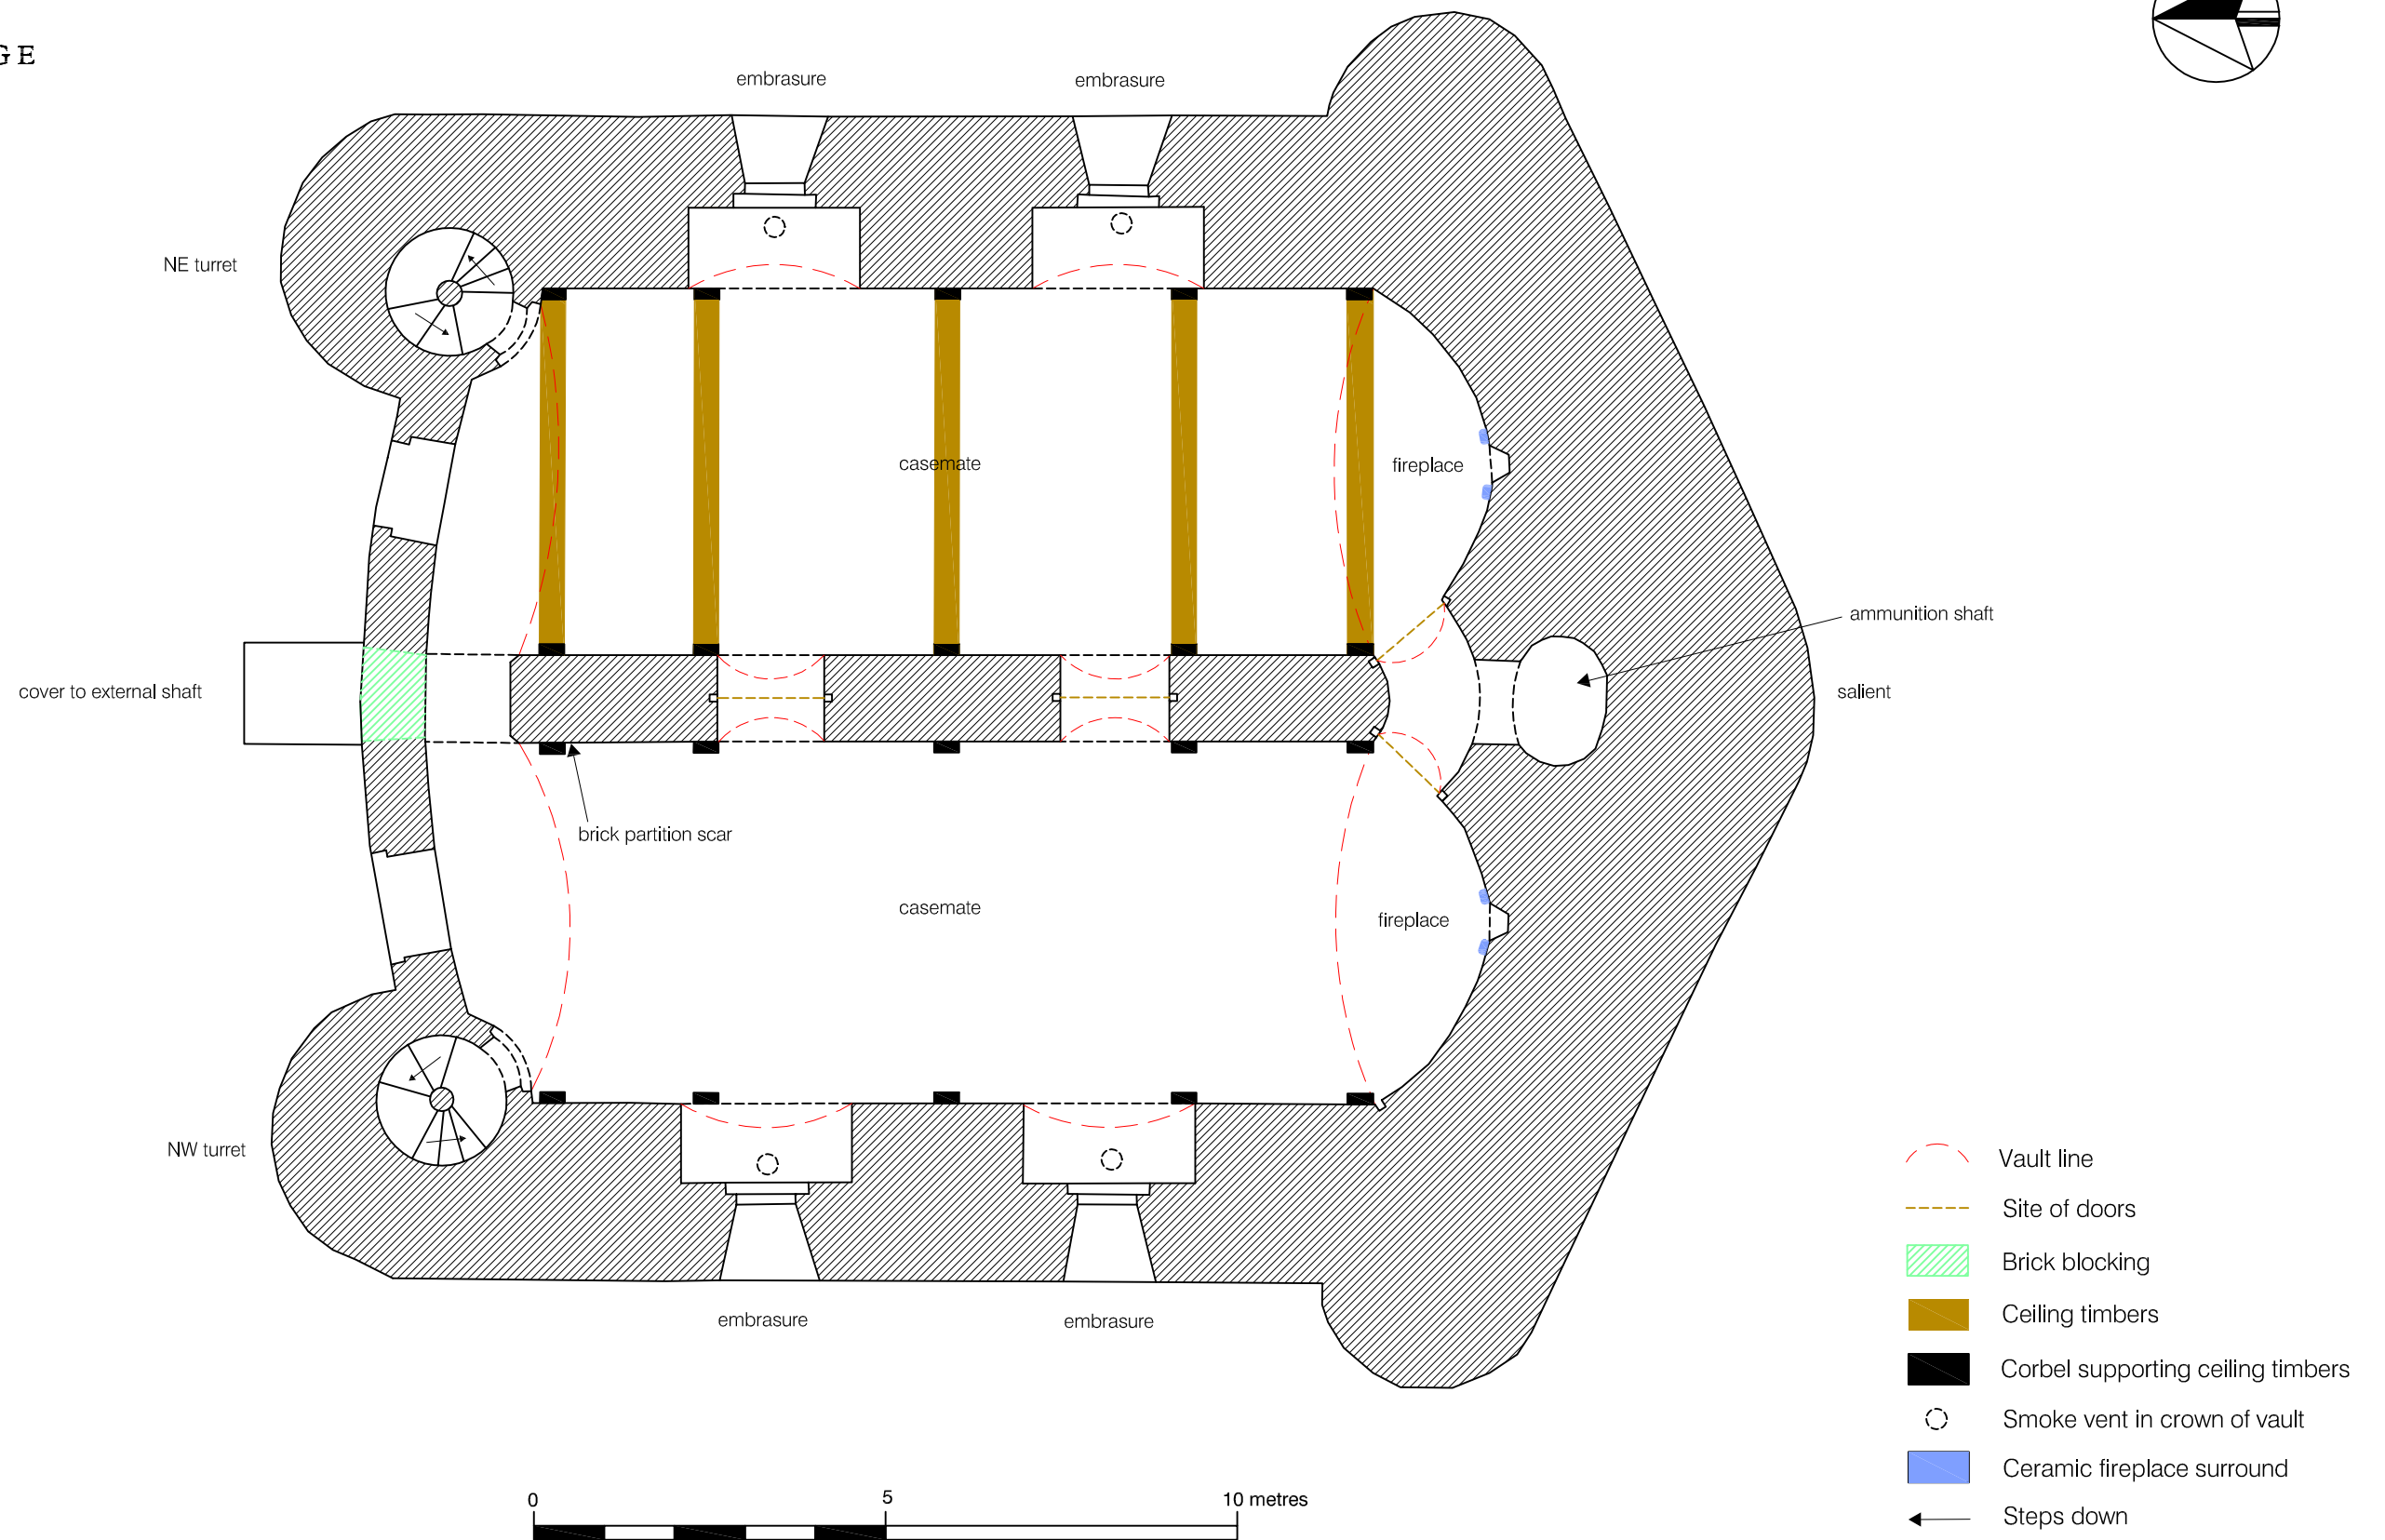 GE
embrasure
embrasure
NE turret
casemate
fireplace
ammunition shaft
cover to external shaft
salient
brick partition scar
casemate
fireplace
NW turret
embrasure
embrasure
Vault line
Site of doors
Brick blocking
Ceiling timbers
Corbel supporting ceiling timbers
Smoke vent in crown of vault
Ceramic fireplace surround
Steps down
0
5
10 metres